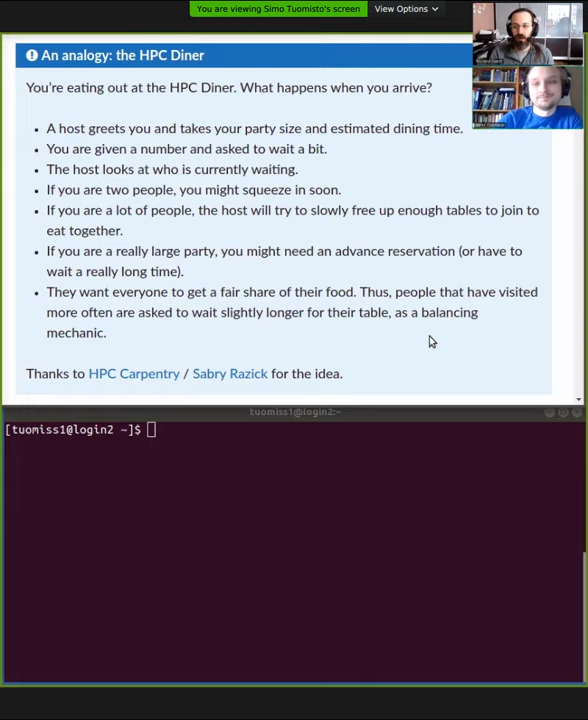 You are viewing Simo Tuomisto's screen
View Options
An analogy: the HPC Diner
You're eating out at the HPC Diner. What happens when you arrive?
• A host greets you and takes your party size and estimated dining time.
• You are given a number and asked to wait a bit.
• The host looks at who is currently waiting.
• If you are two people, you might squeeze in soon.
• If you are a lot of people, the host will try to slowly free up enough tables to join to
eat together.
• If you are a really large party, you might need an advance reservation (or have to
wait a really long time).
• They want everyone to get a fair share of their food. Thus, people that have visited
more often are asked to wait slightly longer for their table, as a balancing
mechanic.
Thanks to HPC Carpentry / Sabry Razick for the idea.
tuomiss1@login2:~
[tuomiss1@login2 ~]$